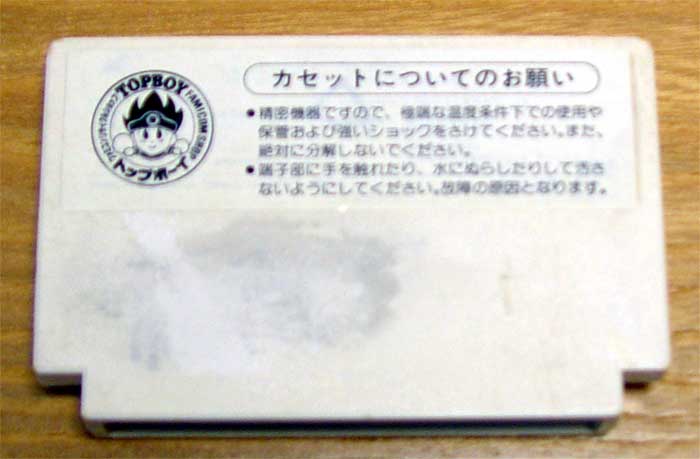 TOPBOY
FAMICOM SHOP
トップボーイ
カセットについてのお願い
●精密機器ですので、極端な温度条件下での使用や
保管および強いショックをさけてください。また、
絶対に分解しないでください。
●端子部に手を触れたり、水にぬらしたりして汚さ
ないようにしてください。故障の原因となります。